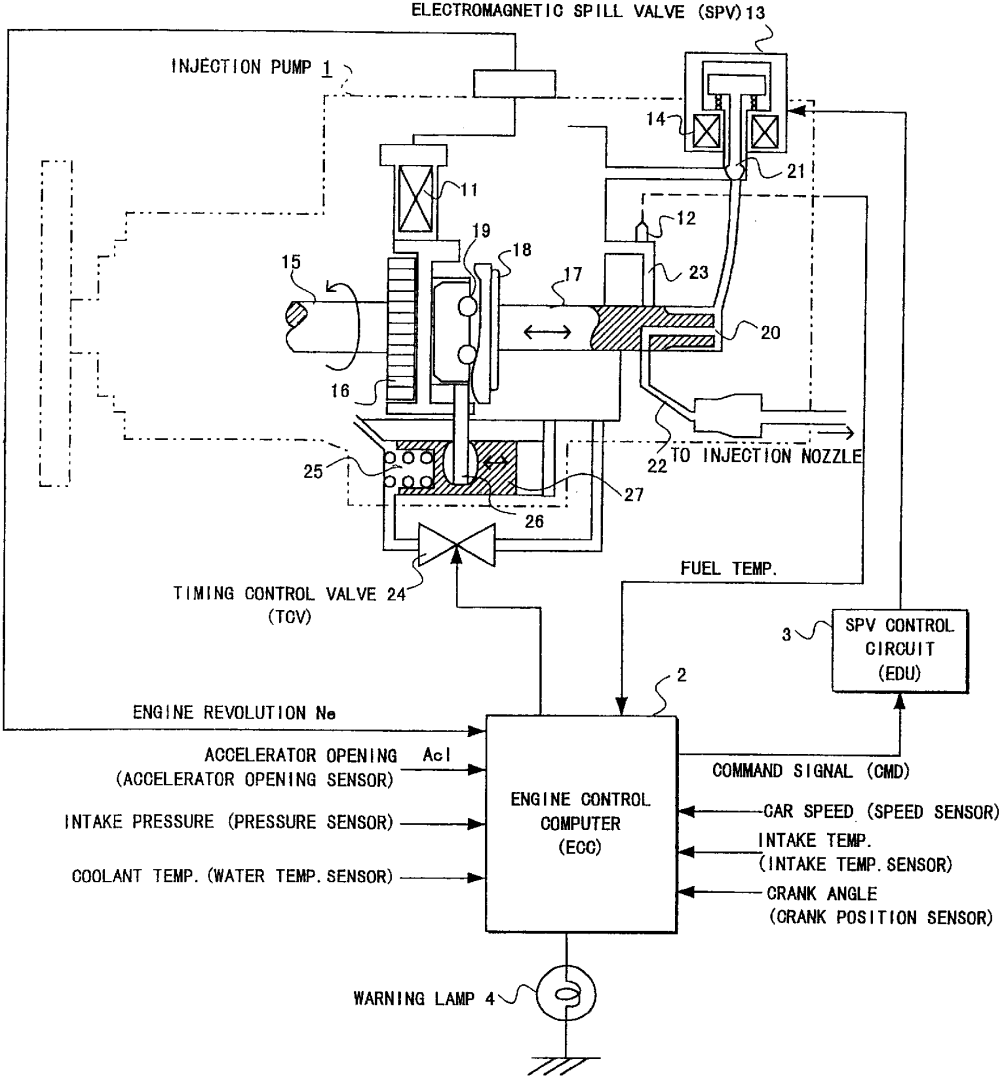 ELECTROMAGNETIC SPILL VALVE (SPV) 13
INJECTION PUMP 1
14
21
11
12
19
18
23
15
17
20
16
22
TO INJECTION NOZZLE
25
26
27
FUEL TEMP.
TIMING CONTROL VALVE 24
(TCV)
3
SPV CONTROL
CIRCUIT
(EDU)
2
ENGINE REVOLUTION Ne
ACCELERATOR OPENING Acl
(ACCELERATOR OPENING SENSOR)
COMMAND SIGNAL (CMD)
ENGINE CONTROL
COMPUTER
(ECC)
INTAKE PRESSURE (PRESSURE SENSOR)
CAR SPEED (SPEED SENSOR)
INTAKE TEMP.
(INTAKE TEMP. SENSOR)
COOLANT TEMP. (WATER TEMP. SENSOR)
CRANK ANGLE
(CRANK POSITION SENSOR)
WARNING LAMP 4